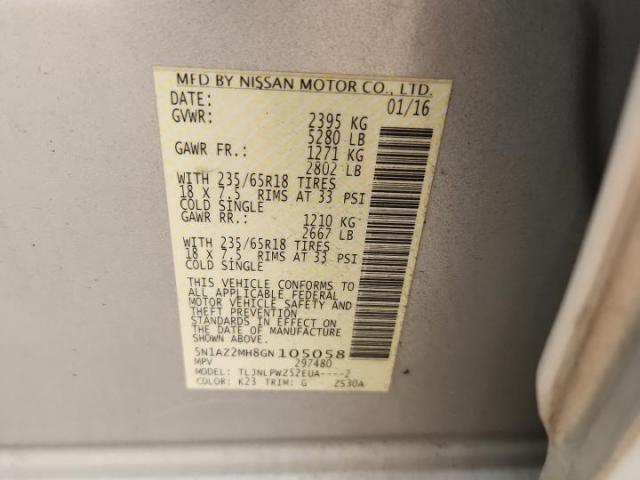 MFD BY NISSAN MOTOR CO., LTD.
DATE: 01/16
GVWR: 2395 KG
5280 LB
GAWR FR.: 1271 KG
2802 LB
WITH 235/65R18 TIRES
18 X 7.5 RIMS AT 33 PSI
COLD SINGLE
GAWR RR.: 1210 KG
2667 LB
WITH 235/65R18 TIRES
18 X 7.5 RIMS AT 33 PSI
COLD SINGLE
THIS VEHICLE CONFORMS TO
ALL APPLICABLE FEDERAL
MOTOR VEHICLE SAFETY AND
THEFT PREVENTION
STANDARDS IN EFFECT ON
THE DATE OF MANUFACTURE
SHOWN ABOVE.
5N1AZ2MH8GN105058
MPV 297480
MODEL: TLJNLPWZ52EUA----2
COLOR: K23 TRIM: G Z530A